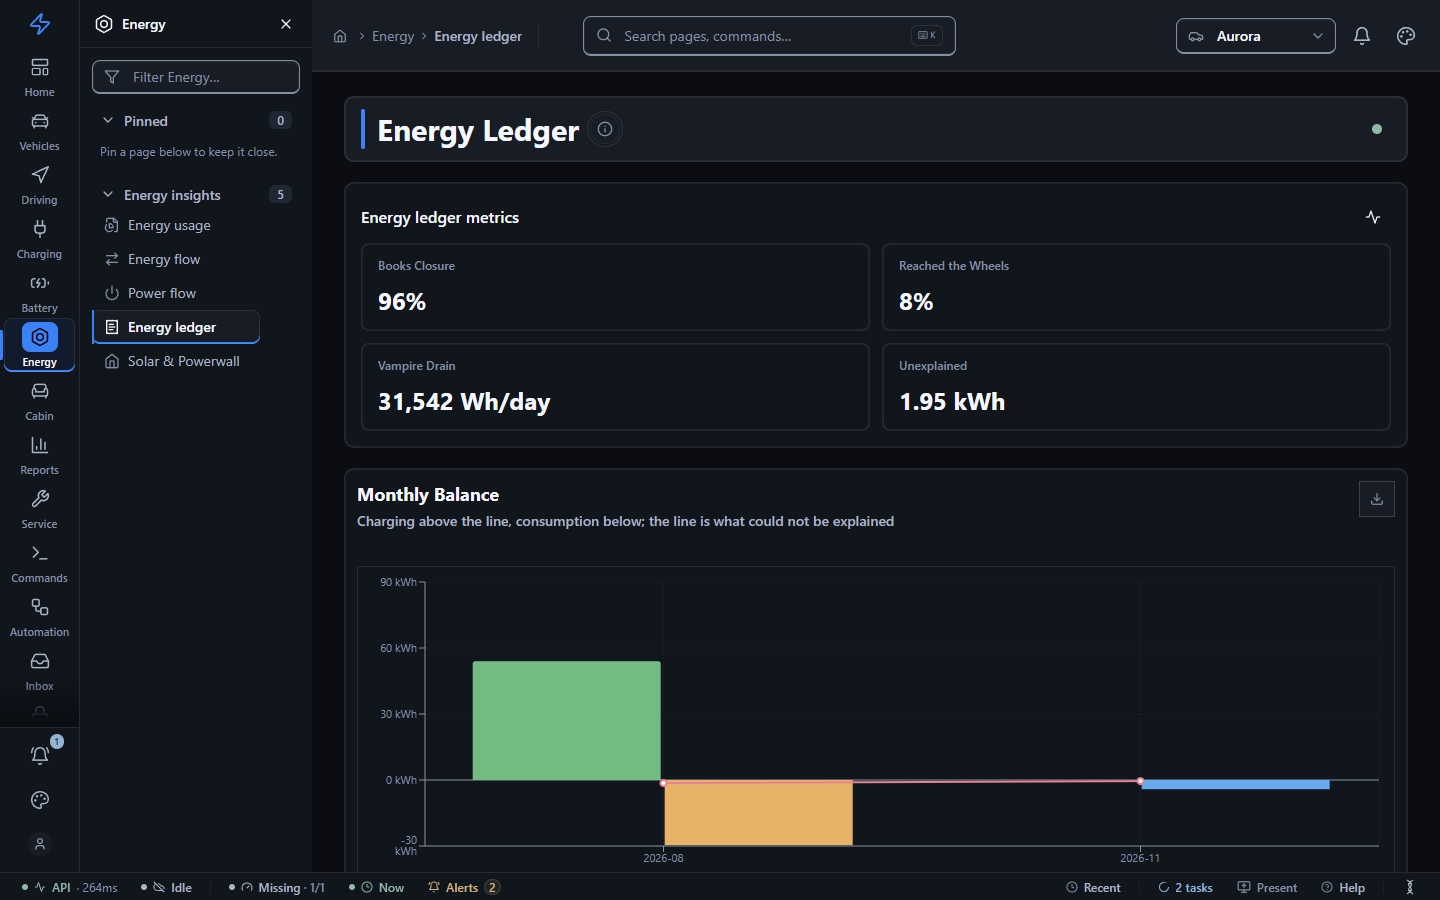 Energy
Energy
Energy ledger
Search pages, commands...
K
Aurora
Home
Vehicles
Driving
Charging
Battery
Energy
Cabin
Reports
Service
Commands
Automation
Inbox
1
Filter Energy...
Pinned
0
Pin a page below to keep it close.
Energy insights
5
Energy usage
Energy flow
Power flow
Energy ledger
Solar & Powerwall
Energy Ledger
Energy ledger metrics
Books Closure
96%
Reached the Wheels
8%
Vampire Drain
31,542 Wh/day
Unexplained
1.95 kWh
Monthly Balance
Charging above the line, consumption below; the line is what could not be explained
90 kWh
60 kWh
30 kWh
0 kWh
-30
kWh
2026-08
2026-11
API · 264ms
Idle
Missing · 1/1
Now
Alerts 2
Recent
2 tasks
Present
Help